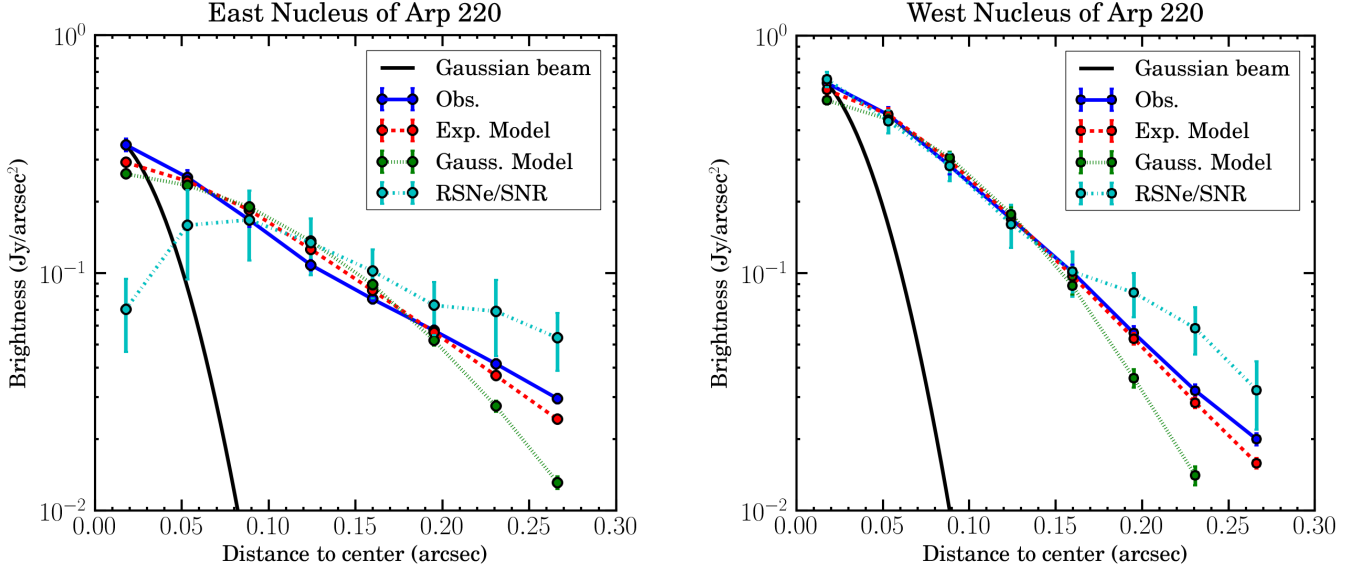 East Nucleus of Arp 220
10^0
10^-1
10^-2
Brightness (Jy/arcsec^2)
Gaussian beam
Obs.
Exp. Model
Gauss. Model
RSNe/SNR
0.00 0.05 0.10 0.15 0.20 0.25 0.30
Distance to center (arcsec)
West Nucleus of Arp 220
10^0
10^-1
10^-2
Brightness (Jy/arcsec^2)
Gaussian beam
Obs.
Exp. Model
Gauss. Model
RSNe/SNR
0.00 0.05 0.10 0.15 0.20 0.25 0.30
Distance to center (arcsec)